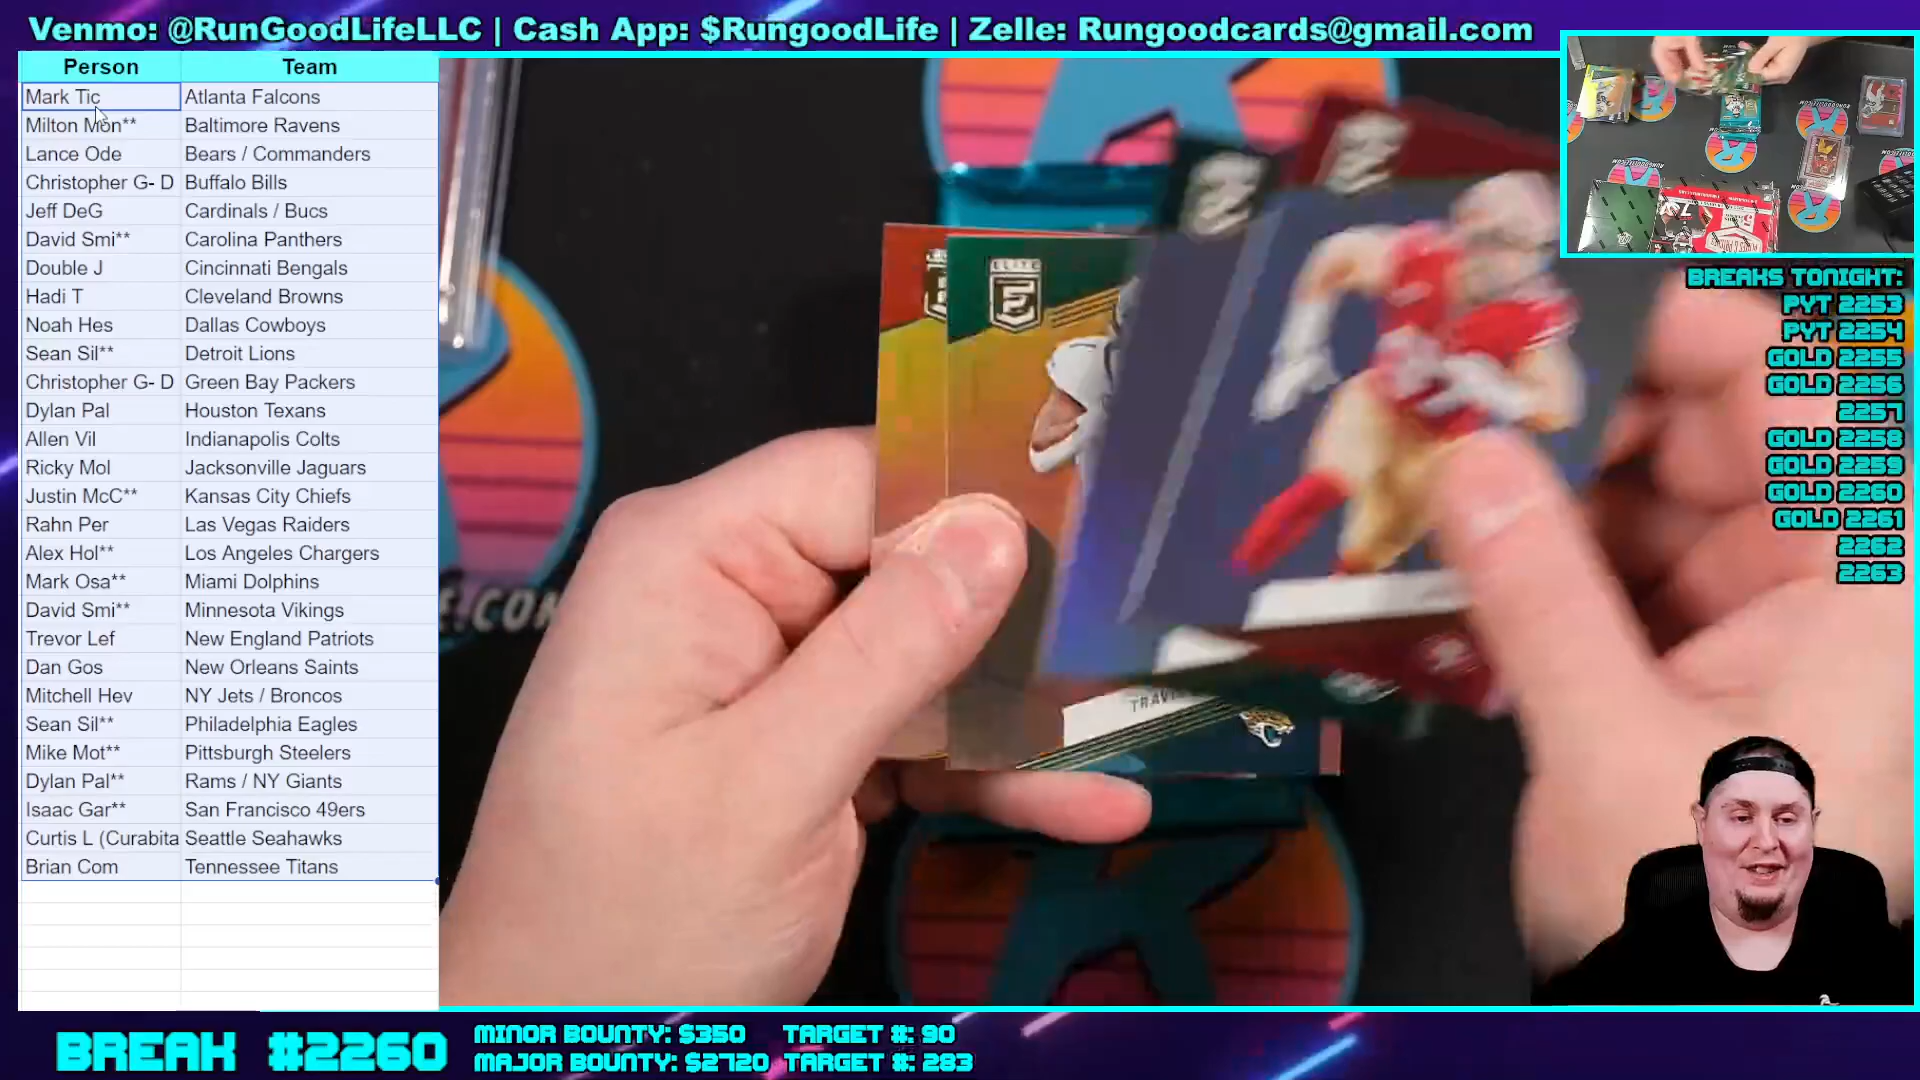 Venmo: @RunGoodLifeLLC | Cash App: $RungoodLife | Zelle: Rungoodcards@gmail.com
Person Team
Mark Tic Atlanta Falcons
Milton Mon** Baltimore Ravens
Lance Ode Bears / Commanders
Christopher G- D Buffalo Bills
Jeff DeG Cardinals / Bucs
David Smi** Carolina Panthers
Double J Cincinnati Bengals
Hadi T Cleveland Browns
Noah Hes Dallas Cowboys
Sean Sil** Detroit Lions
Christopher G- D Green Bay Packers
Dylan Pal Houston Texans
Allen Vil Indianapolis Colts
Ricky Mol Jacksonville Jaguars
Justin McC** Kansas City Chiefs
Rahn Per Las Vegas Raiders
Alex Hol** Los Angeles Chargers
Mark Osa** Miami Dolphins
David Smi** Minnesota Vikings
Trevor Lef New England Patriots
Dan Gos New Orleans Saints
Mitchell Hev NY Jets / Broncos
Sean Sil** Philadelphia Eagles
Mike Mot** Pittsburgh Steelers
Dylan Pal** Rams / NY Giants
Isaac Gar** San Francisco 49ers
Curtis L (Curabita Seattle Seahawks
Brian Com Tennessee Titans
ELITE
TRAVI
E.CON
BREAKS TONIGHT:
PYT 2253
PYT 2254
GOLD 2255
GOLD 2256
2257
GOLD 2258
GOLD 2259
GOLD 2260
GOLD 2261
2262
2263
BREAK #2260
MINOR BOUNTY: $350 TARGET #: 90
MAJOR BOUNTY: $2720 TARGET #: 283